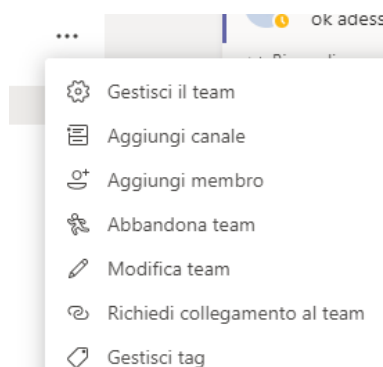 ok adess
Gestisci il team
Aggiungi canale
Aggiungi membro
Abbandona team
Modifica team
Richiedi collegamento al team
Gestisci tag